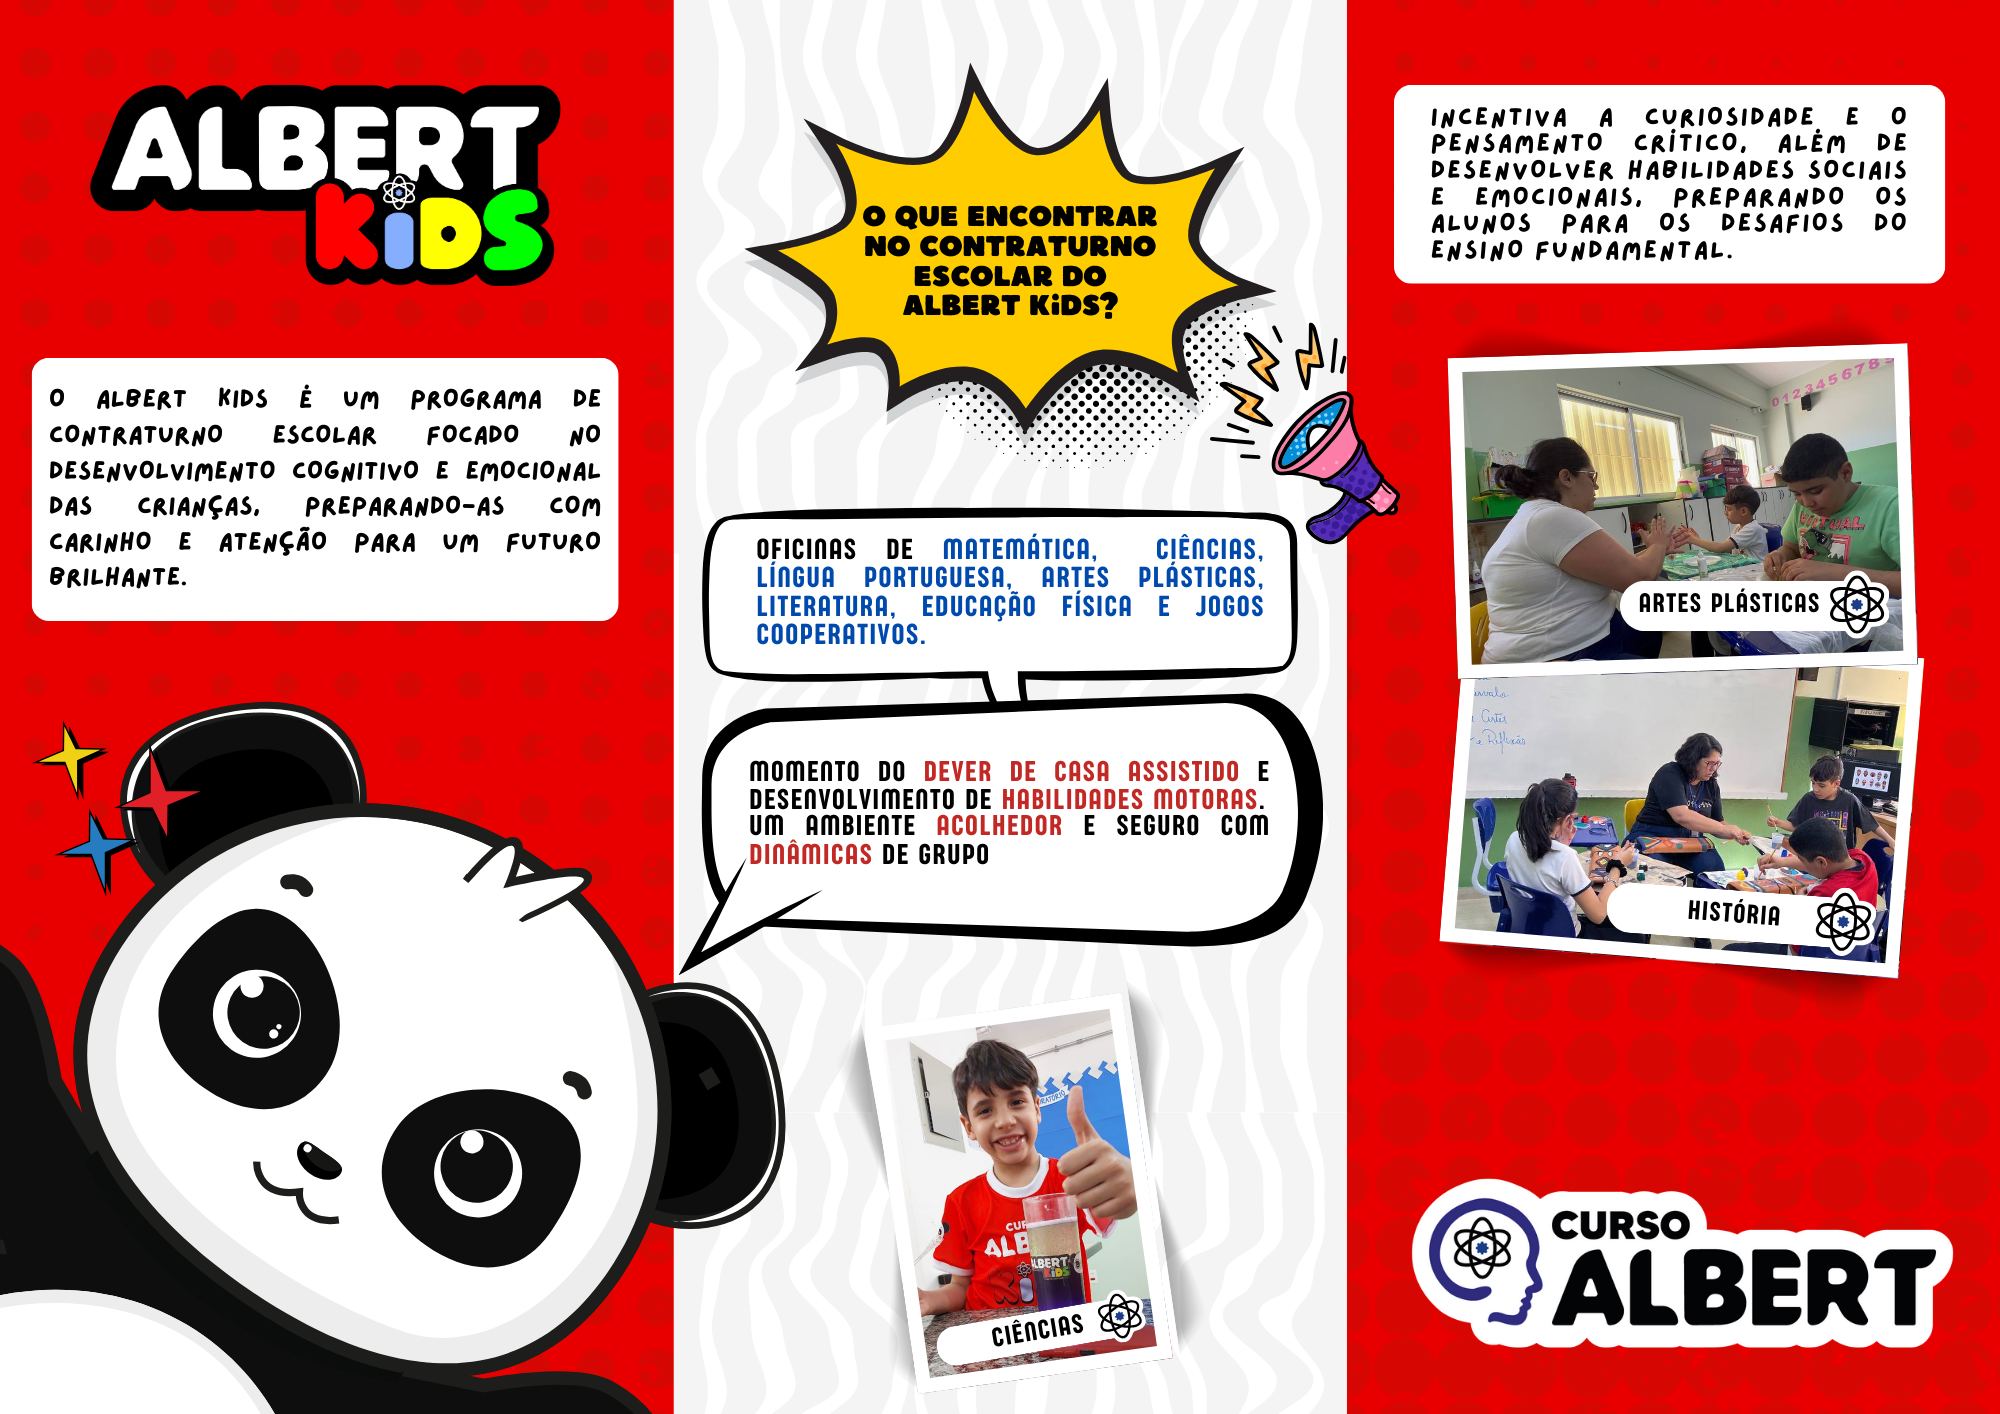 ALBERT
KiDS
O ALBERT KIDS É UM PROGRAMA DE
CONTRATURNO ESCOLAR FOCADO NO
DESENVOLVIMENTO COGNITIVO E EMOCIONAL
DAS CRIANÇAS, PREPARANDO-AS COM
CARINHO E ATENÇÃO PARA UM FUTURO
BRILHANTE.
O QUE ENCONTRAR
NO CONTRATURNO
ESCOLAR DO
ALBERT KiDS?
OFICINAS DE MATEMÁTICA, CIÊNCIAS,
LÍNGUA PORTUGUESA, ARTES PLÁSTICAS,
LITERATURA, EDUCAÇÃO FÍSICA E JOGOS
COOPERATIVOS.
MOMENTO DO DEVER DE CASA ASSISTIDO E
DESENVOLVIMENTO DE HABILIDADES MOTORAS.
UM AMBIENTE ACOLHEDOR E SEGURO COM
DINÂMICAS DE GRUPO
CIÊNCIAS
INCENTIVA A CURIOSIDADE E O
PENSAMENTO CRÍTICO, ALÉM DE
DESENVOLVER HABILIDADES SOCIAIS
E EMOCIONAIS, PREPARANDO OS
ALUNOS PARA OS DESAFIOS DO
ENSINO FUNDAMENTAL.
0123456789
ARTES PLÁSTICAS
Artes
e Reflexão
HISTÓRIA
CURSO
ALBERT